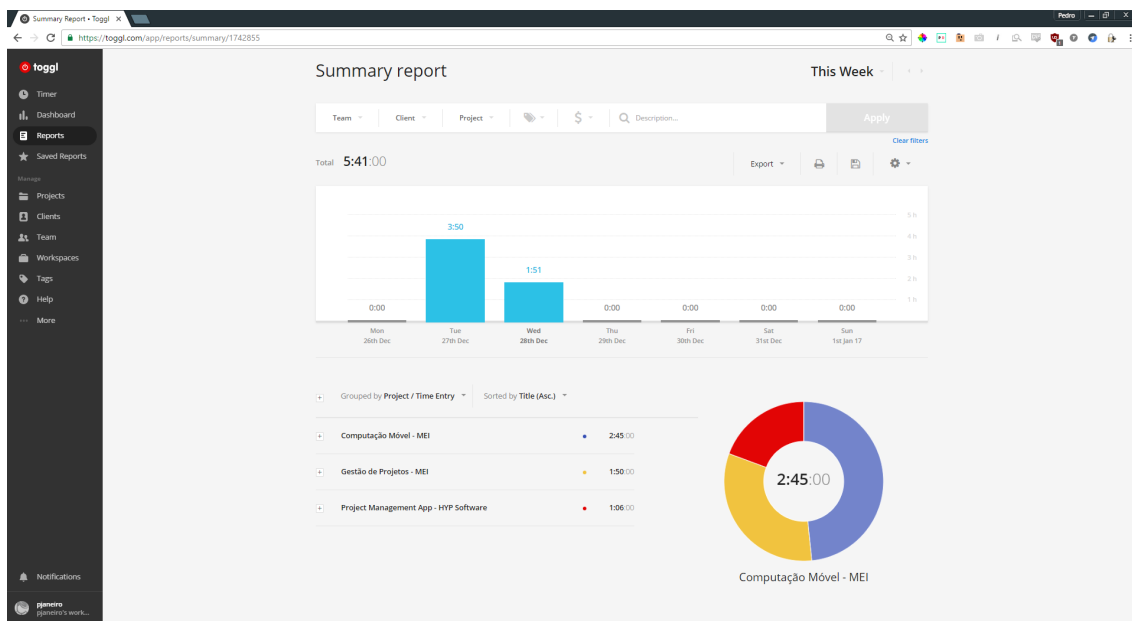 Summary Report • Toggl
Pedro
https://toggl.com/app/reports/summary/1742855
toggl
Timer
Dashboard
Reports
Saved Reports
Manage
Projects
Clients
Team
Workspaces
Tags
Help
More
Notifications
pjaneiro
pjaneiro's work...
Summary report
This Week
Team
Client
Project
$
Description...
Apply
Clear filters
Total 5:41:00
Export
5 h
4 h
3 h
2 h
1 h
0:00
3:50
1:51
0:00
0:00
0:00
0:00
Mon
26th Dec
Tue
27th Dec
Wed
28th Dec
Thu
29th Dec
Fri
30th Dec
Sat
31st Dec
Sun
1st Jan 17
Grouped by Project / Time Entry
Sorted by Title (Asc.)
Computação Móvel - MEI 2:45:00
Gestão de Projetos - MEI 1:50:00
Project Management App - HYP Software 1:06:00
2:45:00
Computação Móvel - MEI